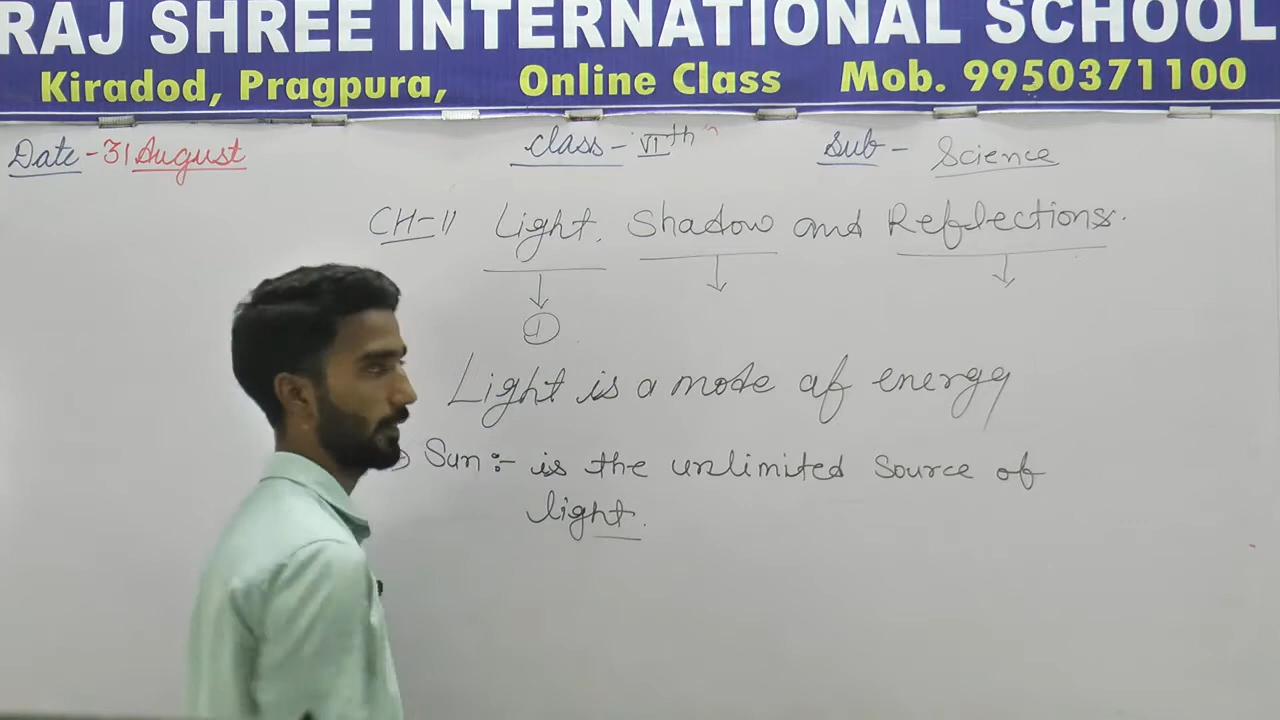 RAJ SHREE INTERNATIONAL SCHOOL
Kiradod, Pragpura, Online Class Mob. 9950371100
Date - 31 August class - VIth Sub - Science
CH-11 Light, Shadow and Reflections.
1
Light is a mode of energy
Sun :- is the unlimited source of
light.